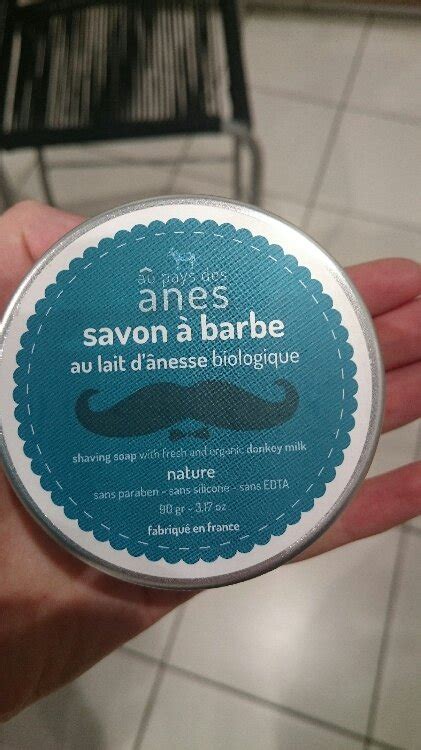 âu pays des
anes
savon à barbe
au lait d'ânesse biologique
shaving soap with fresh and organic donkey milk
nature
sans paraben - sans silicone - sans EDTA
90 gr - 3.17 oz
fabriqué en france